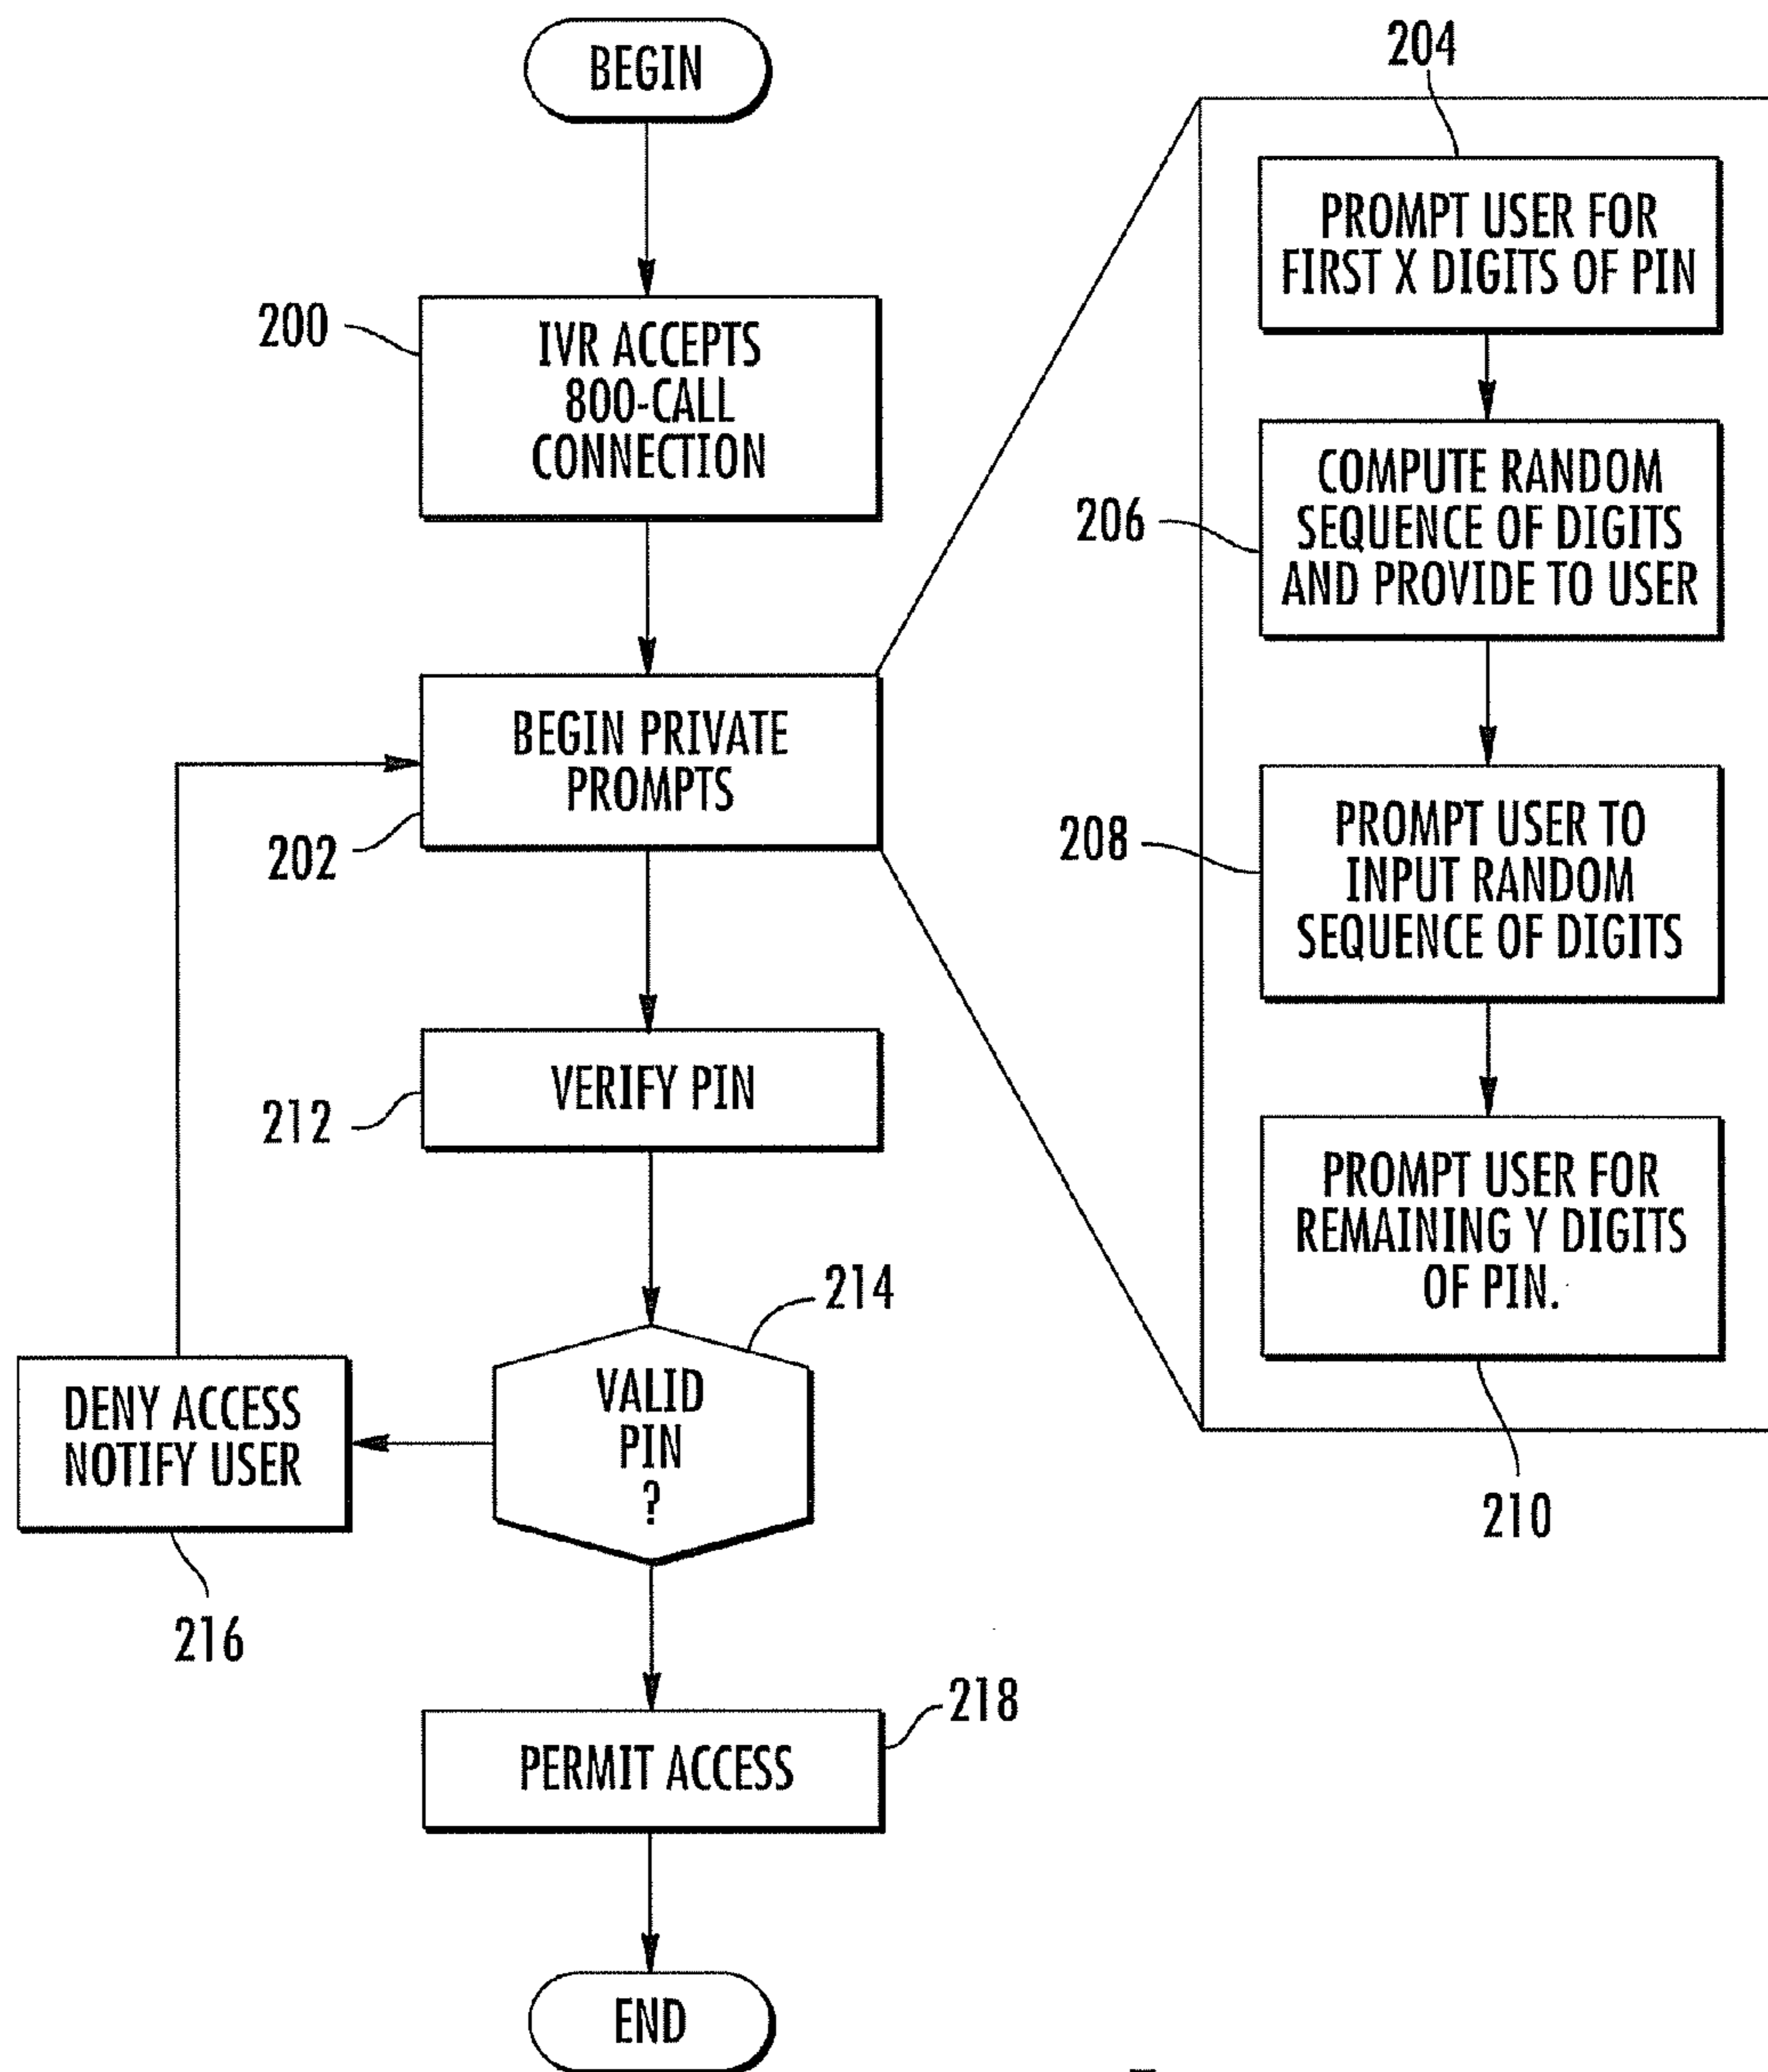 BEGIN
200
IVR ACCEPTS
800-CALL
CONNECTION
BEGIN PRIVATE
PROMPTS
202
VERIFY PIN
212
214
VALID
PIN
?
DENY ACCESS
NOTIFY USER
216
218
PERMIT ACCESS
END
204
PROMPT USER FOR
FIRST X DIGITS OF PIN
206
COMPUTE RANDOM
SEQUENCE OF DIGITS
AND PROVIDE TO USER
208
PROMPT USER TO
INPUT RANDOM
SEQUENCE OF DIGITS
PROMPT USER FOR
REMAINING Y DIGITS
OF PIN.
210